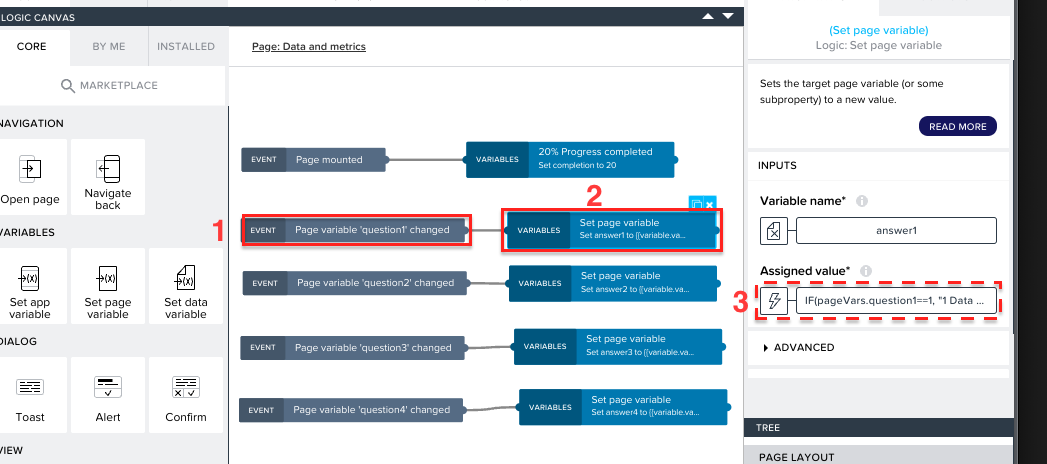 LOGIC CANVAS
CORE
BY ME
INSTALLED
MARKETPLACE
NAVIGATION
Open page
Navigate
back
VARIABLES
Set app
variable
Set page
variable
Set data
variable
DIALOG
Toast
Alert
Confirm
VIEW
Page: Data and metrics
EVENT
Page mounted
VARIABLES
20% Progress completed
Set completion to 20
1
EVENT
Page variable 'question1' changed
2
VARIABLES
Set page variable
Set answer1 to {{variable.va...
EVENT
Page variable 'question2' changed
VARIABLES
Set page variable
Set answer2 to {{variable.va...
EVENT
Page variable 'question3' changed
VARIABLES
Set page variable
Set answer3 to {{variable.va...
EVENT
Page variable 'question4' changed
VARIABLES
Set page variable
Set answer4 to {{variable.va...
(Set page variable)
Logic: Set page variable
Sets the target page variable (or some
subproperty) to a new value.
READ MORE
INPUTS
Variable name*
answer1
Assigned value*
3
IF(pageVars.question1==1, "1 Data ...
ADVANCED
TREE
PAGE LAYOUT